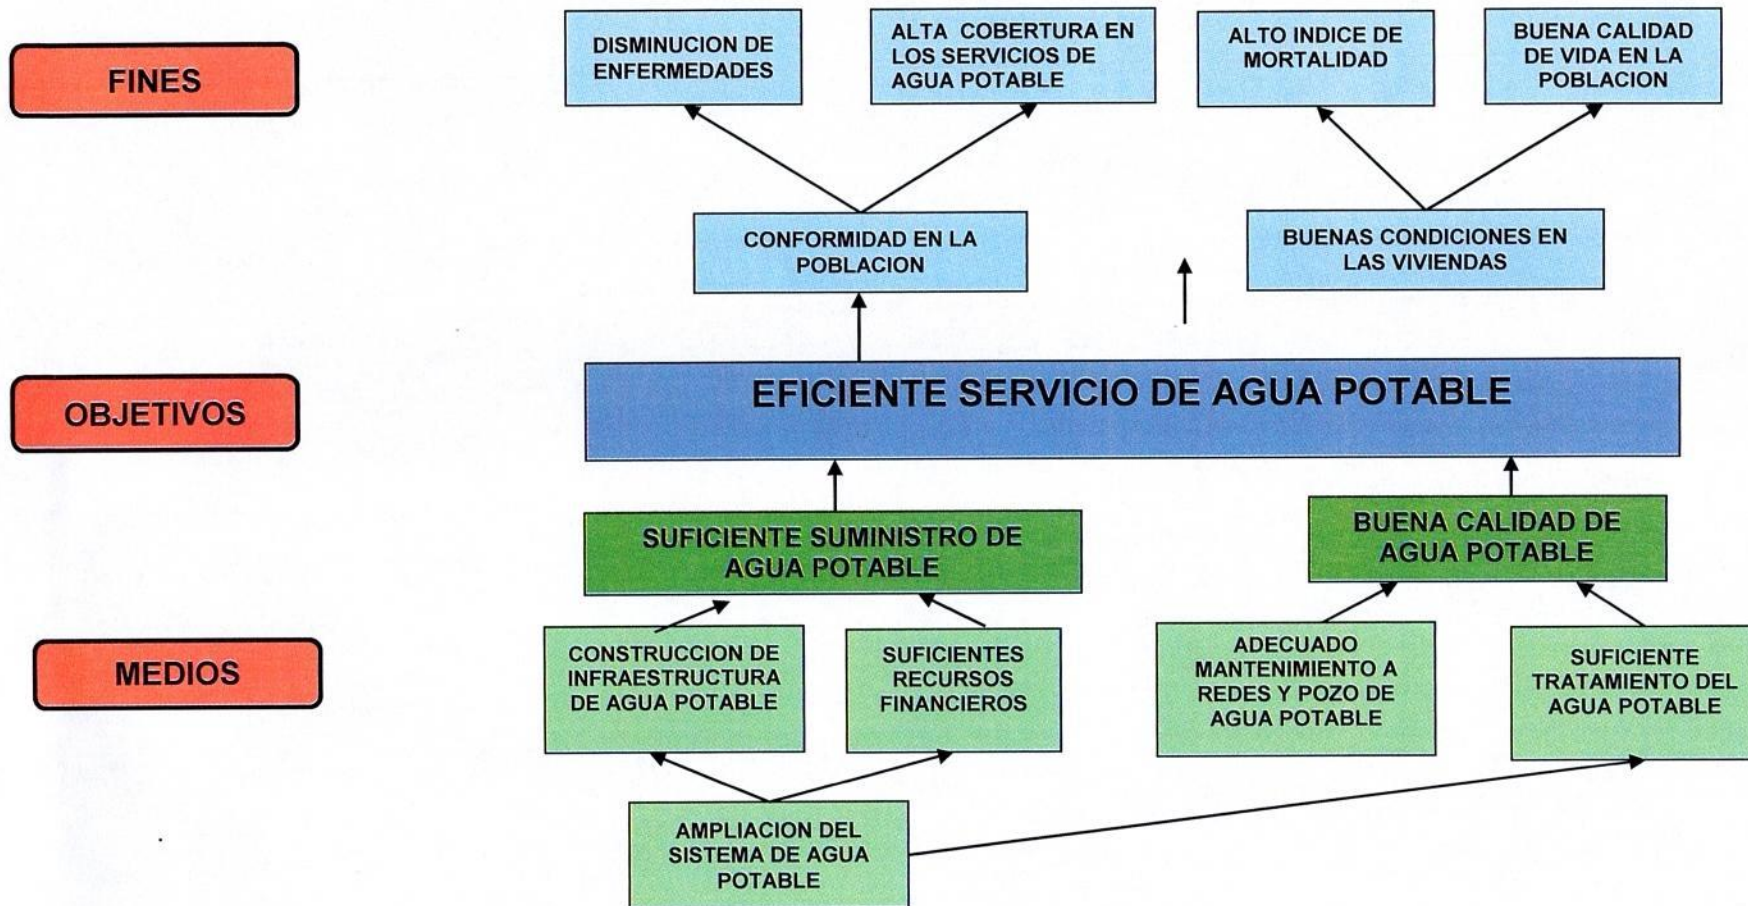 FINES
DISMINUCION DE
ENFERMEDADES
ALTA COBERTURA EN
LOS SERVICIOS DE
AGUA POTABLE
ALTO INDICE DE
MORTALIDAD
BUENA CALIDAD
DE VIDA EN LA
POBLACION
CONFORMIDAD EN LA
POBLACION
BUENAS CONDICIONES EN
LAS VIVIENDAS
OBJETIVOS
EFICIENTE SERVICIO DE AGUA POTABLE
SUFICIENTE SUMINISTRO DE
AGUA POTABLE
BUENA CALIDAD DE
AGUA POTABLE
MEDIOS
CONSTRUCCION DE
INFRAESTRUCTURA
DE AGUA POTABLE
SUFICIENTES
RECURSOS
FINANCIEROS
ADECUADO
MANTENIMIENTO A
REDES Y POZO DE
AGUA POTABLE
SUFICIENTE
TRATAMIENTO DEL
AGUA POTABLE
AMPLIACION DEL
SISTEMA DE AGUA
POTABLE